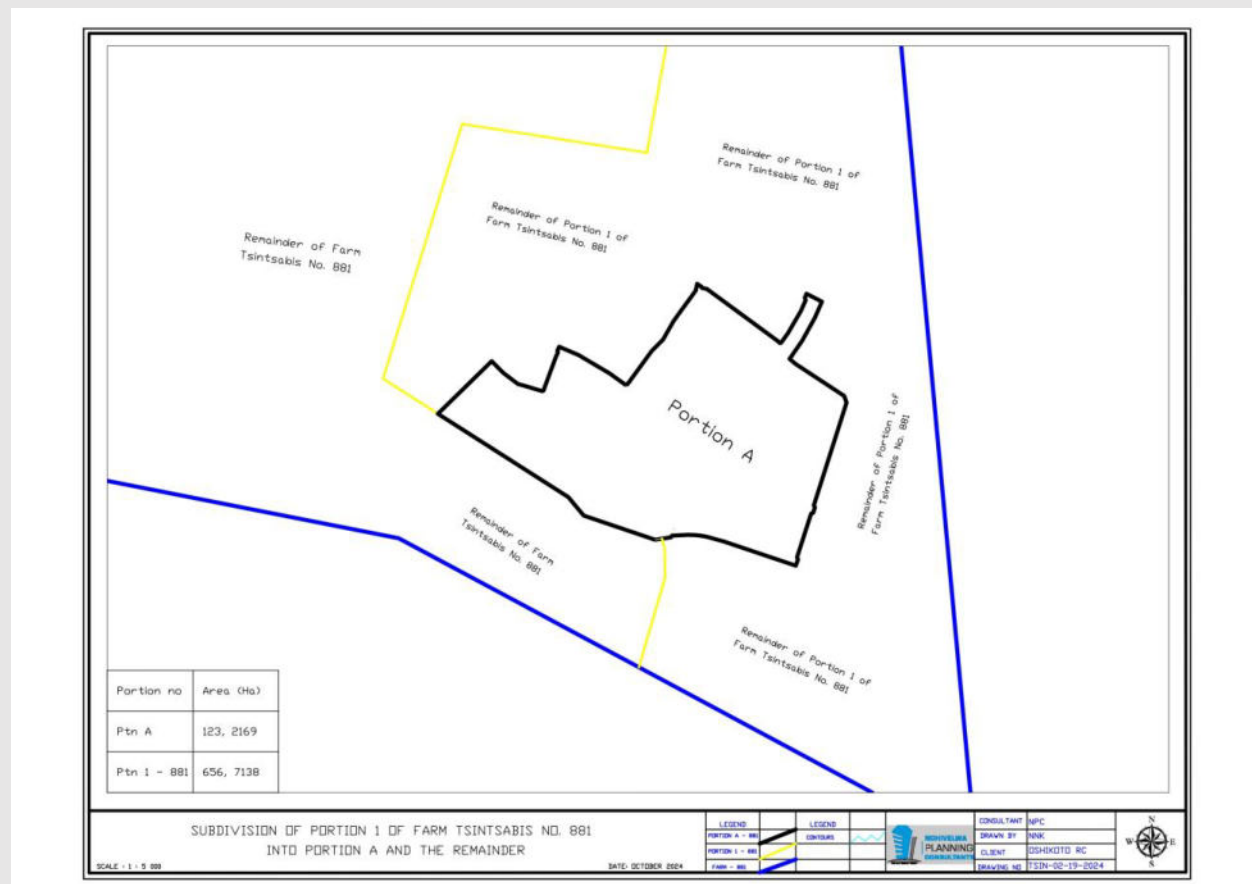 Remainder of Portion 1 of
Farm Tsintsabis No. 881
Remainder of Portion 1 of
Farm Tsintsabis No. 881
Remainder of Farm
Tsintsabis No. 881
Portion A
Remainder of Portion 1 of
Farm Tsintsabis No. 881
Remainder of Farm
Tsintsabis No. 881
Remainder of Portion 1 of
Farm Tsintsabis No. 881
Portion no Area (Ha)
Ptn A 123, 2169
Ptn 1 - 881 656, 7138
SUBDIVISION OF PORTION 1 OF FARM TSINTSABIS NO. 881
INTO PORTION A AND THE REMAINDER
SCALE - 1 : 5 000
DATE: OCTOBER 2024
LEGEND LEGEND
PORTION A - 881 CONTOURS
PORTION 1 - 881
FARM - 881
PLANNING
CONSULTANTS
CONSULTANT NPC
DRAWN BY NNK
CLIENT OSHIKOTO RC
DRAWING NO TSIN-02-19-2024
N
W E
S